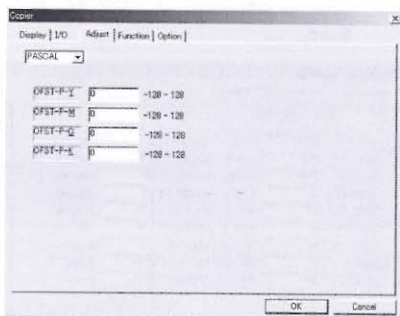 Copier
Display I/O Adjust Function Option
PASCAL
OFST-P-Y 0 -128 - 128
OFST-P-M 0 -128 - 128
OFST-P-C 0 -128 - 128
OFST-P-K 0 -128 - 128
OK Cancel